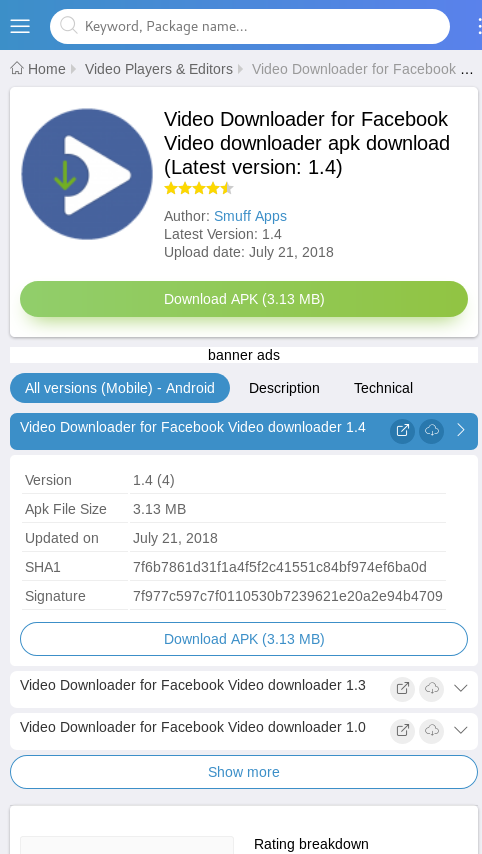 Keyword, Package name...
Home Video Players & Editors Video Downloader for Facebook ...
Video Downloader for Facebook
Video downloader apk download
(Latest version: 1.4)
Author: Smuff Apps
Latest Version: 1.4
Upload date: July 21, 2018
Download APK (3.13 MB)
banner ads
All versions (Mobile) - Android Description Technical
Video Downloader for Facebook Video downloader 1.4
Version 1.4 (4)
Apk File Size 3.13 MB
Updated on July 21, 2018
SHA1 7f6b7861d31f1a4f5f2c41551c84bf974ef6ba0d
Signature 7f977c597c7f0110530b7239621e20a2e94b4709
Download APK (3.13 MB)
Video Downloader for Facebook Video downloader 1.3
Video Downloader for Facebook Video downloader 1.0
Show more
Rating breakdown